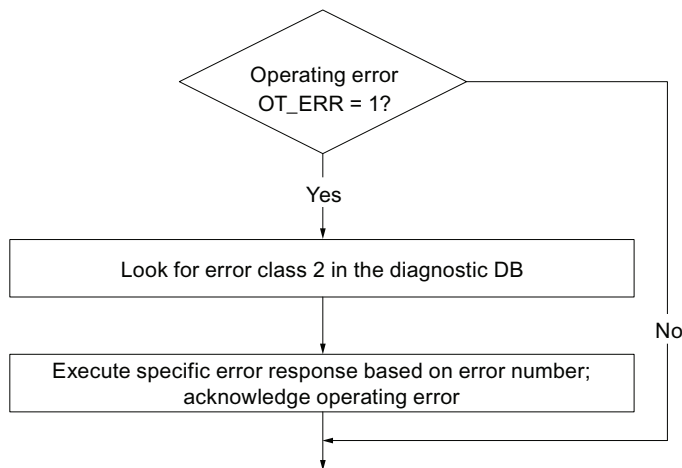 Operating error
OT_ERR = 1?
Yes
Look for error class 2 in the diagnostic DB
No
Execute specific error response based on error number;
acknowledge operating error